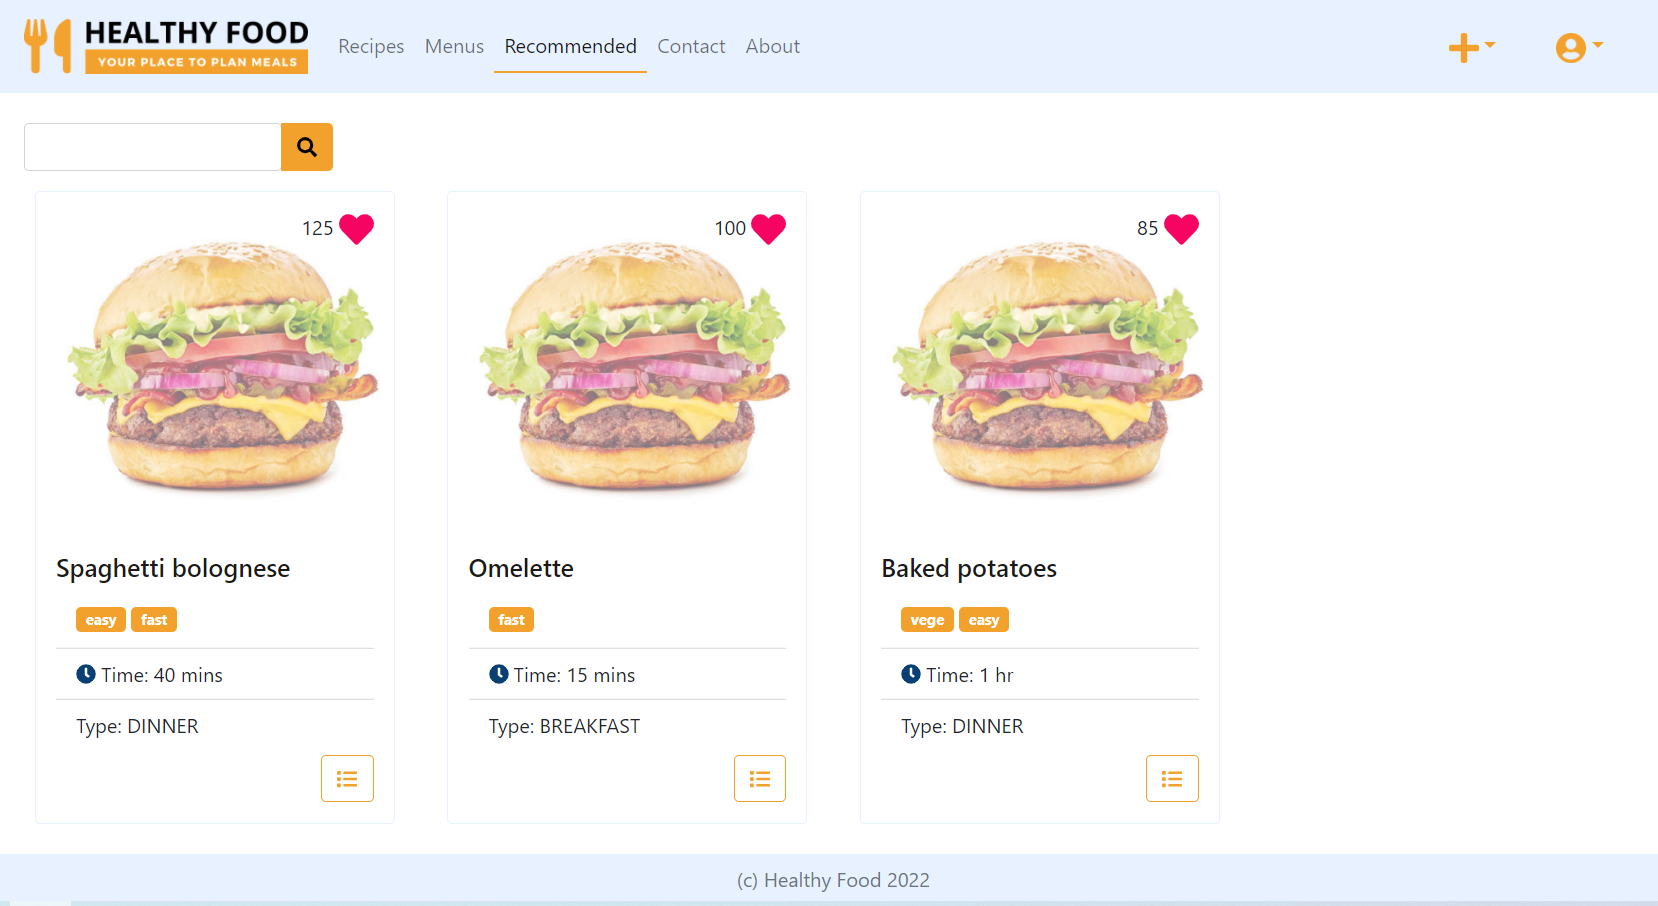 HEALTHY FOOD
YOUR PLACE TO PLAN MEALS
Recipes Menus Recommended Contact About
125
100
85
Spaghetti bolognese
easy fast
Time: 40 mins
Type: DINNER
Omelette
fast
Time: 15 mins
Type: BREAKFAST
Baked potatoes
vege easy
Time: 1 hr
Type: DINNER
(c) Healthy Food 2022